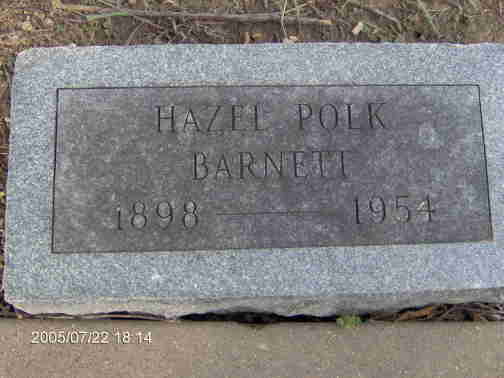 HAZEL POLK
BARNETT
1898 — 1954
2005/07/22 18:14